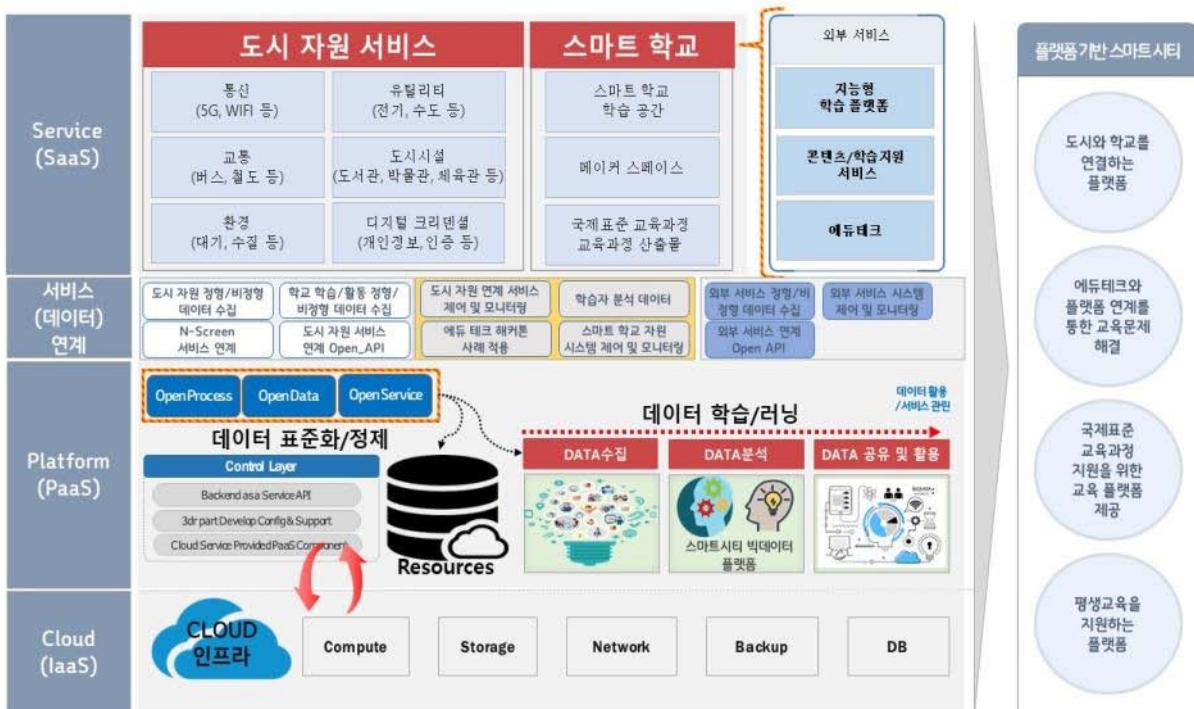 Service
(SaaS)
도시 자원 서비스
통신
(5G, WIFI 등)
유틸리티
(전기, 수도 등)
교통
(버스, 철도 등)
도시시설
(도서관, 박물관, 체육관 등)
환경
(대기, 수질 등)
디지털 크리덴셜
(개인정보, 인증 등)
스마트 학교
스마트 학교
학습 공간
메이커 스페이스
국제표준 교육과정
교육과정 산출물
외부 서비스
지능형
학습 플랫폼
콘텐츠/학습지원
서비스
에듀테크
서비스
(데이터)
연계
도시 자원 정형/비정형
데이터 수집
학교 학습/활동 정형/
비정형 데이터 수집
N-Screen
서비스 연계
도시 자원 서비스
연계 Open_API
도시 자원 연계 서비스
제어 및 모니터링
학습자 분석 데이터
에듀 테크 해커톤
사례 적용
스마트 학교 자원
시스템 제어 및 모니터링
외부 서비스 정형/비
정형 데이터 수집
외부 서비스 시스템
제어 및 모니터링
외부 서비스 연계
Open API
Platform
(PaaS)
Open Process
Open Data
Open Service
데이터 표준화/정제
Control Layer
Backend as a Service API
3dr part Develop Config & Support
Cloud Service Provided PaaS Component
Resources
데이터 학습/러닝
데이터 활용
/서비스 관린
DATA수집
DATA분석
스마트시티 빅데이터
플랫폼
DATA 공유 및 활용
Cloud
(IaaS)
CLOUD
인프라
Compute
Storage
Network
Backup
DB
플랫폼기반 스마트시티
도시와 학교를
연결하는
플랫폼
에듀테크와
플랫폼 연계를
통한 교육문제
해결
국제표준
교육과정
지원을 위한
교육 플랫폼
제공
평생교육을
지원하는
플랫폼